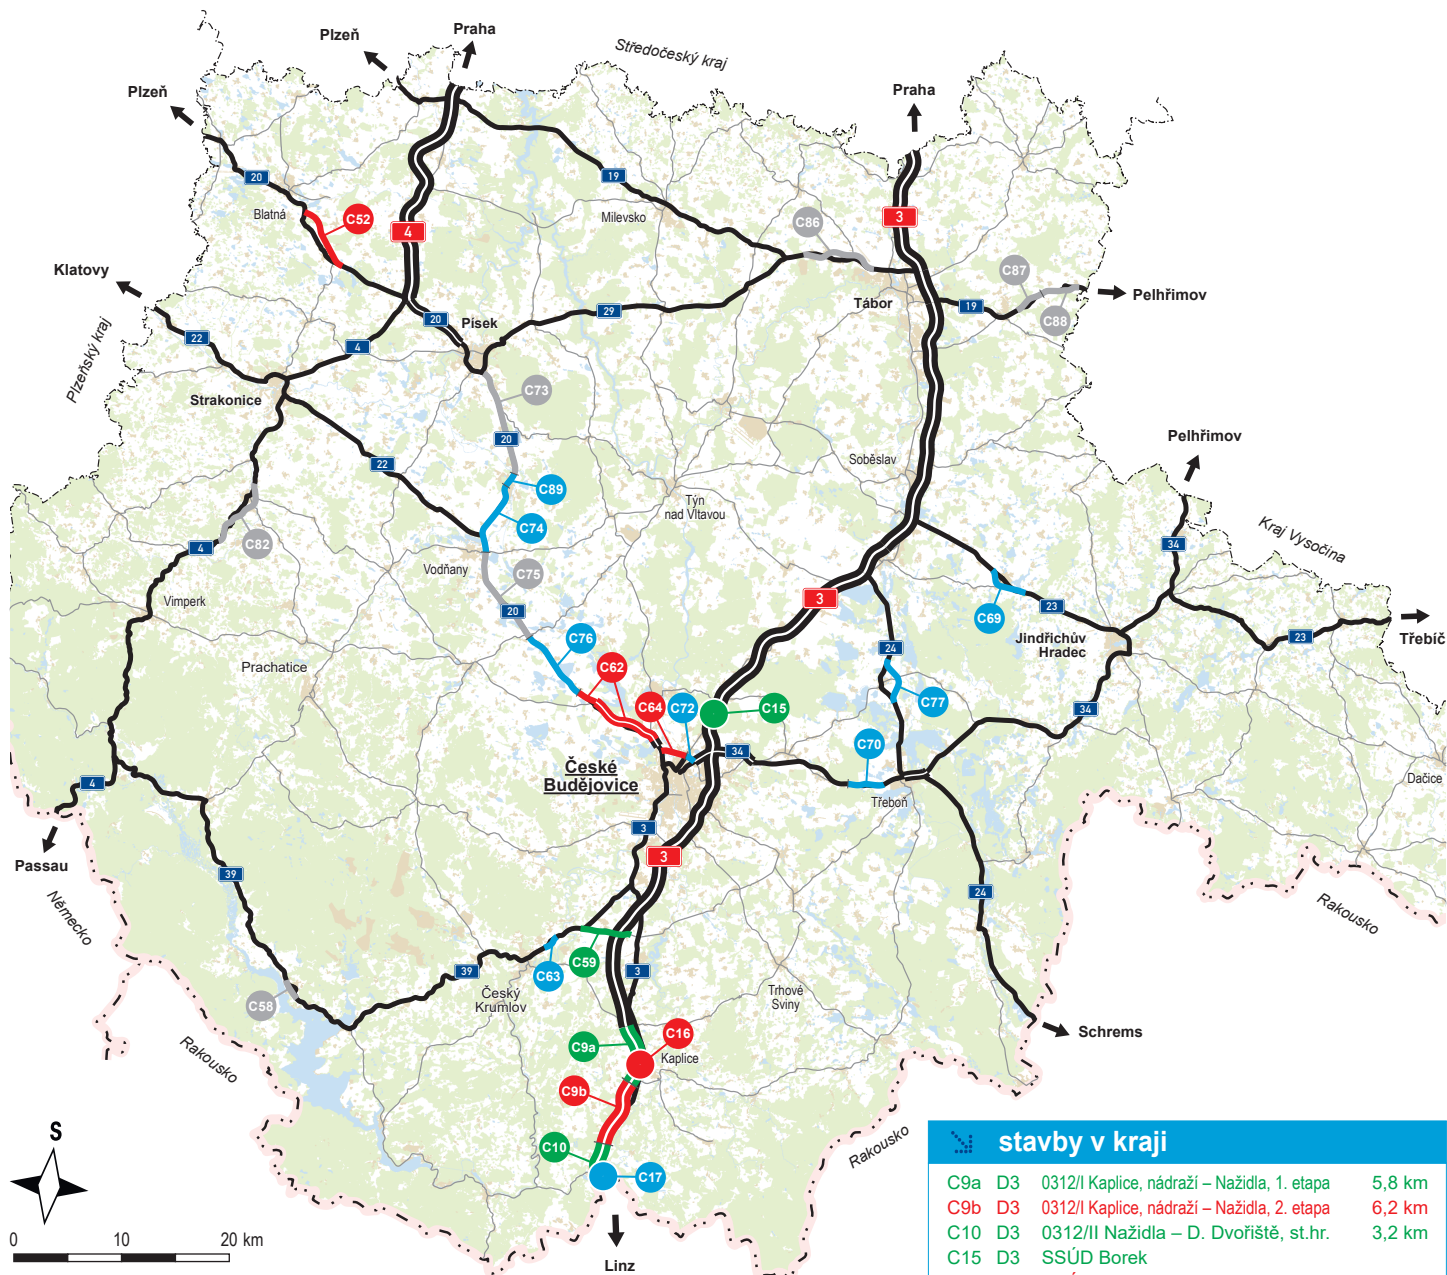 Plzeň
Praha
Středočeský kraj
Plzeň
Praha
20
19
Blatná
C52
4
Milevsko
C86
3
Klatovy
C87
Pelhřimov
Tábor
19
C88
29
20
Písek
22
4
Plzeňský kraj
Strakonice
C73
20
Pelhřimov
22
Soběslav
C89
Týn
nad Vltavou
C74
C82
4
Kraj Vysočina
34
Vodňany
C75
Vimperk
3
20
C69
23
Jindřichův
Hradec
23
Třebíč
C76
24
Prachatice
C62
C64
C72
C15
C77
34
C70
34
České
Budějovice
4
Třeboň
Dačice
3
3
Passau
39
24
Německo
Rakousko
C59
39
C63
3
Český
Krumlov
Trhové
Sviny
C58
Schrems
C16
C9a
Kaplice
Rakousko
C9b
Rakousko
C10
C17
S
0 10 20 km
Linz
stavby v kraji
C9a D3 0312/I Kaplice, nádraží – Nažidla, 1. etapa 5,8 km
C9b D3 0312/I Kaplice, nádraží – Nažidla, 2. etapa 6,2 km
C10 D3 0312/II Nažidla – D. Dvořiště, st.hr. 3,2 km
C15 D3 SSÚD Borek